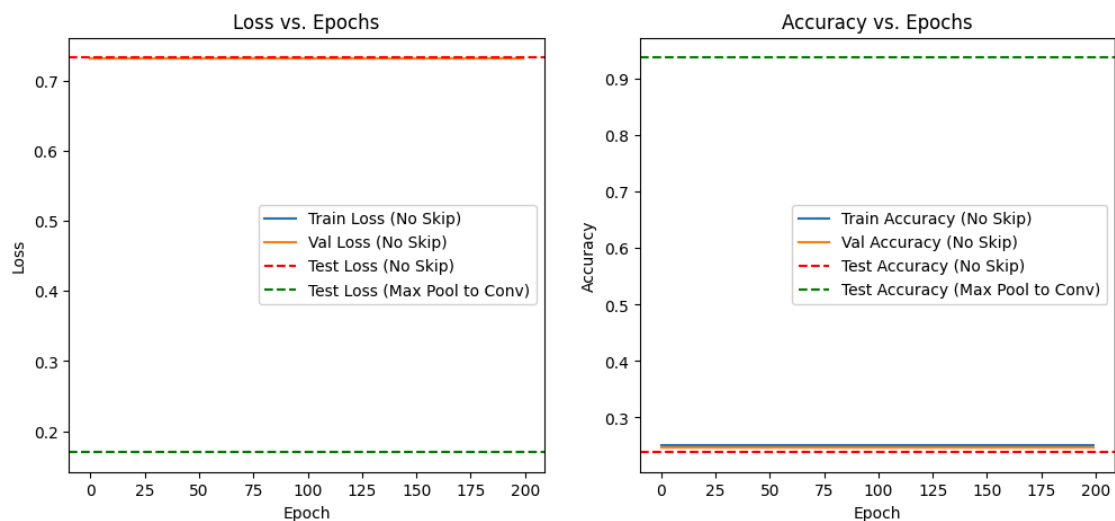 Loss vs. Epochs
Loss
0.7
0.6
0.5
0.4
0.3
0.2
Train Loss (No Skip)
Val Loss (No Skip)
Test Loss (No Skip)
Test Loss (Max Pool to Conv)
0 25 50 75 100 125 150 175 200
Epoch
Accuracy vs. Epochs
Accuracy
0.9
0.8
0.7
0.6
0.5
0.4
0.3
Train Accuracy (No Skip)
Val Accuracy (No Skip)
Test Accuracy (No Skip)
Test Accuracy (Max Pool to Conv)
0 25 50 75 100 125 150 175 200
Epoch